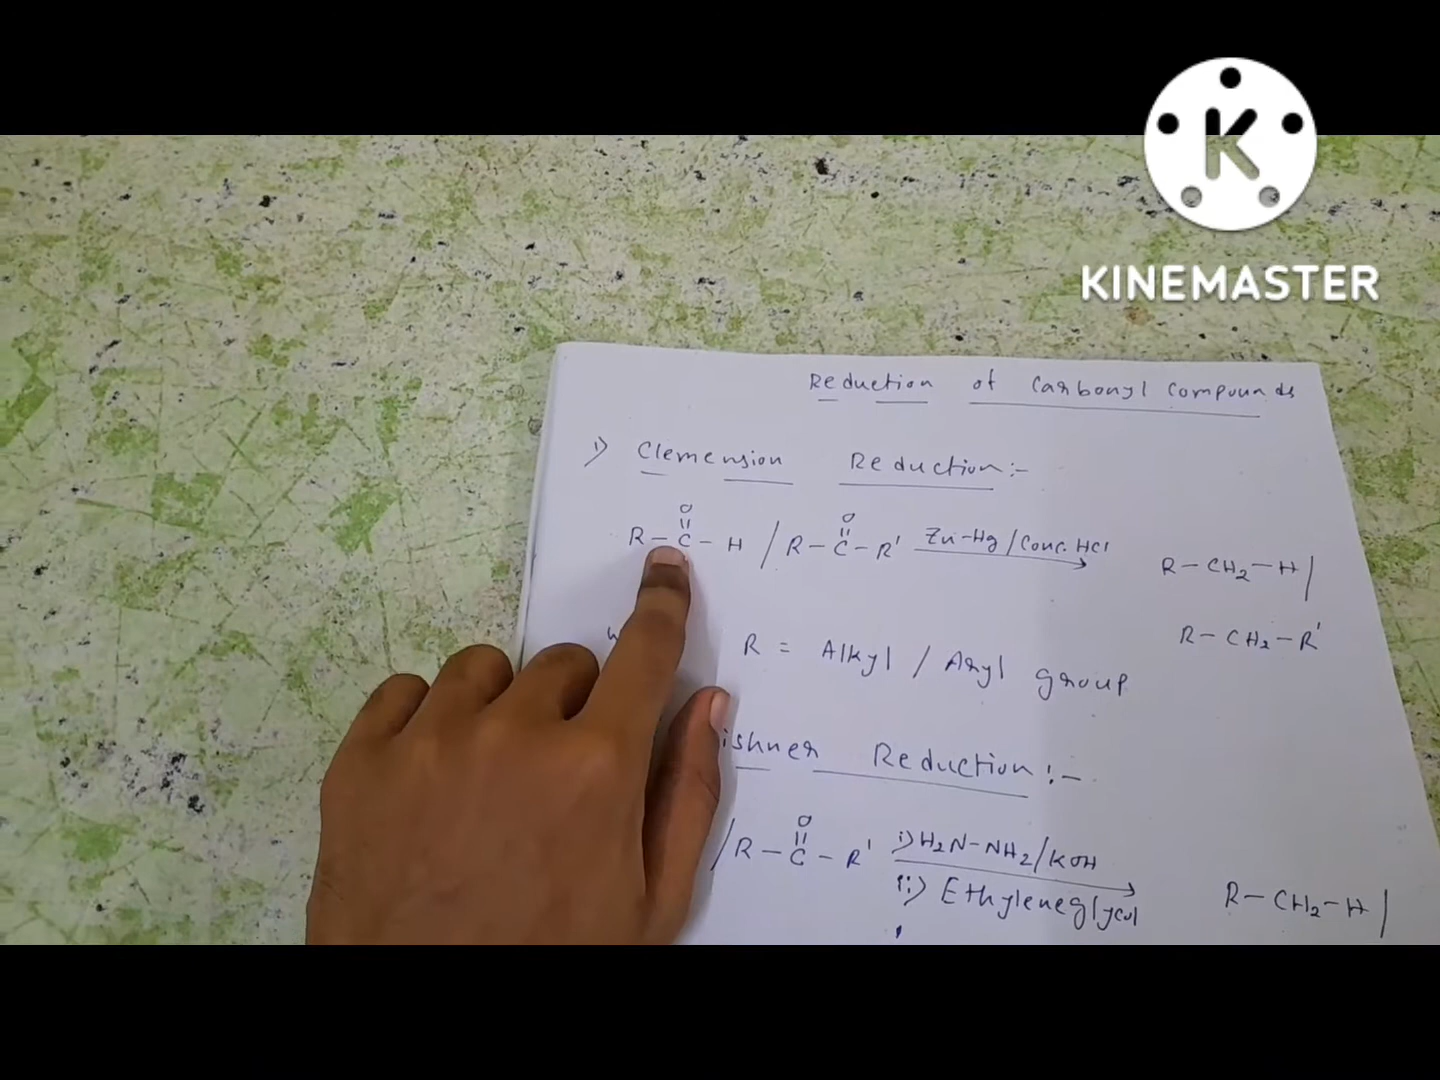 KINEMASTER
Reduction of Carbonyl Compounds
1) Clemension Reduction:-
O O
R - C - H / R - C - R' Zn-Hg/Conc. HCl R - CH2 - H /
R - CH2 - R'
R = Alkyl / Aryl group
ishner Reduction :-
O
/ R - C - R' i) H2N-NH2/KOH R - CH2 - H /
ii) Ethyleneglycol